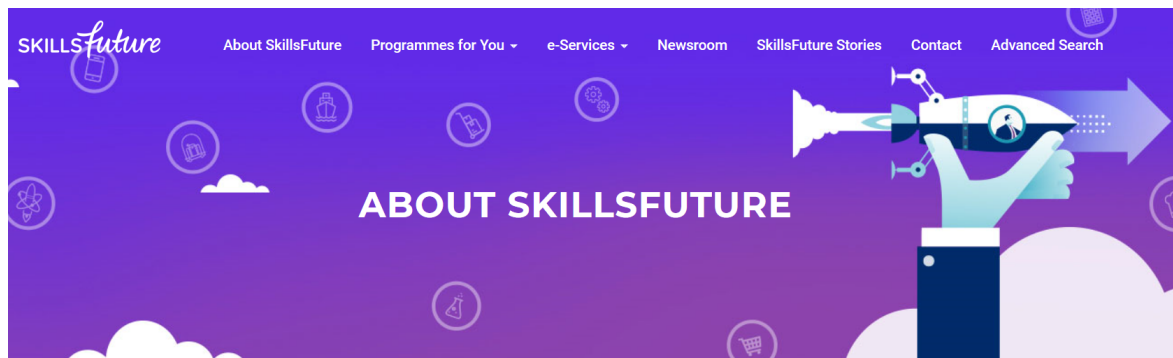 SKILLSfuture
About SkillsFuture Programmes for You e-Services Newsroom SkillsFuture Stories Contact Advanced Search
ABOUT SKILLSFUTURE